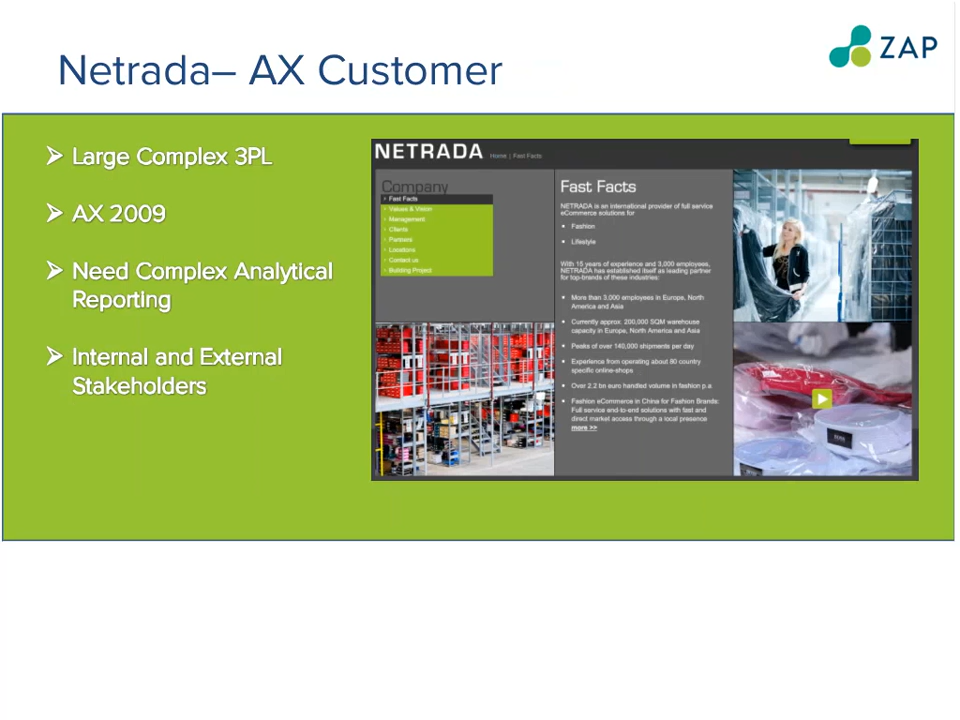 Netrada– AX Customer
ZAP
➢ Large Complex 3PL
➢ AX 2009
➢ Need Complex Analytical
Reporting
➢ Internal and External
Stakeholders
NETRADA Home | Fast Facts
Company
Fast Facts
Values & Vision
Management
Clients
Partners
Locations
Contact us
Building Project
Fast Facts
NETRADA is an international provider of full service
eCommerce solutions for
• Fashion
• Lifestyle
With 15 years of experience and 3,000 employees,
NETRADA has established itself as leading partner
for top-brands of these industries:
• More than 3,000 employees in Europe, North
America and Asia
• Currently approx. 200,000 SQM warehouse
capacity in Europe, North America and Asia
• Peaks of over 140,000 shipments per day
• Experience from operating about 80 country
specific online-shops
• Over 2.2 bn euro handled volume in fashion p.a
• Fashion eCommerce in China for Fashion Brands:
Full service end-to-end solutions with fast and
direct market access through a local presence
more >>